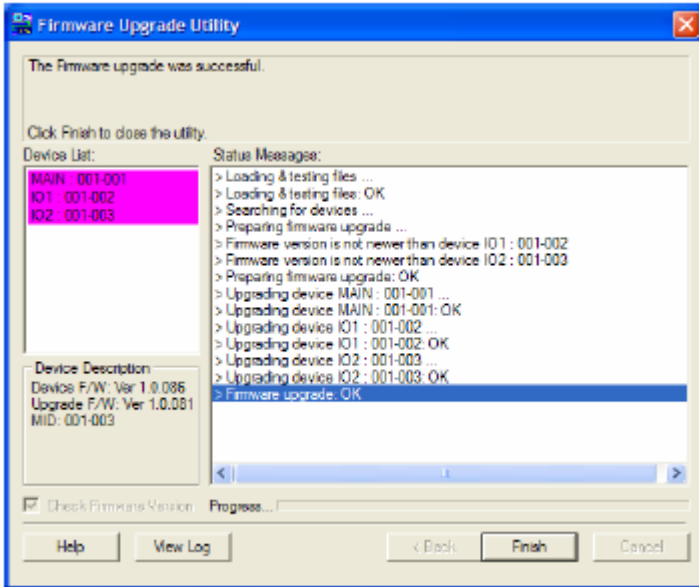 Firmware Upgrade Utility
The Firmware upgrade was successful.
Click Finish to close the utility.
Device List:
Status Messages:
MAIN : 001-001
IO1 : 001-002
IO2 : 001-003
> Loading & testing files ...
> Loading & testing files: OK
> Searching for devices ...
> Preparing firmware upgrade ...
> Firmware version is not newer than device IO1 : 001-002
> Firmware version is not newer than device IO2 : 001-003
> Preparing firmware upgrade: OK
> Upgrading device MAIN : 001-001 ...
> Upgrading device MAIN : 001-001: OK
> Upgrading device IO1 : 001-002 ...
> Upgrading device IO1 : 001-002: OK
> Upgrading device IO2 : 001-003 ...
> Upgrading device IO2 : 001-003: OK
> Firmware upgrade: OK
Device Description
Device F/W: Ver 1.0.086
Upgrade F/W: Ver 1.0.081
MID: 001-003
Check Firmware Version
Progress...
Help
View Log
< Back
Finish
Cancel